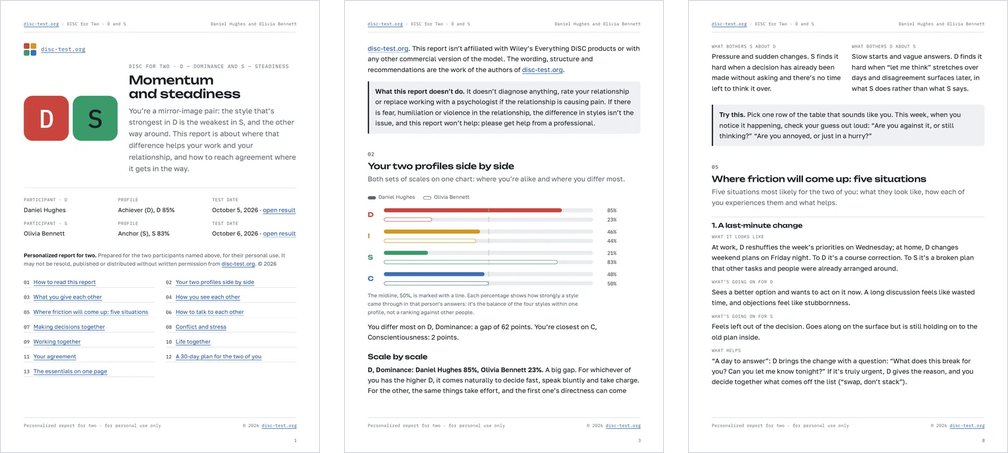 disc-test.org · DISC for Two · D and S
Daniel Hughes and Olivia Bennett
disc-test.org
DISC FOR TWO · D — DOMINANCE AND S — STEADINESS
Momentum
and steadiness
D
S
You're a mirror-image pair: the style that's
strongest in D is the weakest in S, and the other
way around. This report is about where that
difference helps your work and your
relationship, and how to reach agreement where
it gets in the way.
PARTICIPANT · D
PROFILE
TEST DATE
Daniel Hughes
Achiever (D), D 85%
October 5, 2026 · open result
PARTICIPANT · S
PROFILE
TEST DATE
Olivia Bennett
Anchor (S), S 83%
October 6, 2026 · open result
Personalized report for two. Prepared for the two participants named above, for their personal use. It
may not be resold, published or distributed without written permission from disc-test.org. © 2026
01 How to read this report
02 Your two profiles side by side
03 What you give each other
04 How you see each other
05 Where friction will come up: five situations
06 How to talk to each other
07 Making decisions together
08 Conflict and stress
09 Working together
10 Life together
11 Your agreement
12 A 30-day plan for the two of you
13 The essentials on one page
Personalized report for two · for personal use only
© 2026 disc-test.org
1
disc-test.org · DISC for Two · D and S
Daniel Hughes and Olivia Bennett
disc-test.org. This report isn't affiliated with Wiley's Everything DiSC products or with
any other commercial version of the model. The wording, structure and
recommendations are the work of the authors of disc-test.org.
What this report doesn't do. It doesn't diagnose anything, rate your relationship
or replace working with a psychologist if the relationship is causing pain. If there
is fear, humiliation or violence in the relationship, the difference in styles isn't the
issue, and this report won't help: please get help from a professional.
02
Your two profiles side by side
Both sets of scales on one chart: where you're alike and where you differ most.
Daniel Hughes
Olivia Bennett
D
85%
23%
I
46%
44%
S
21%
83%
C
48%
50%
The midline, 50%, is marked with a line. Each percentage shows how strongly a style
came through in that person's answers: it's the balance of the four styles within one
profile, not a ranking against other people.
You differ most on D, Dominance: a gap of 62 points. You're closest on C,
Conscientiousness: 2 points.
Scale by scale
D, Dominance: Daniel Hughes 85%, Olivia Bennett 23%. A big gap. For whichever of
you has the higher D, it comes naturally to decide fast, speak bluntly and take charge.
For the other, the same things take effort, and the first one's directness can come
Personalized report for two · for personal use only
© 2026 disc-test.org
3
disc-test.org · DISC for Two · D and S
Daniel Hughes and Olivia Bennett
WHAT BOTHERS S ABOUT D
Pressure and sudden changes. S finds it
hard when a decision has already been
made without asking and there's no time
left to think it over.
WHAT BOTHERS D ABOUT S
Slow starts and vague answers. D finds it
hard when "let me think" stretches over
days and disagreement surfaces later, in
what S does rather than what S says.
Try this. Pick one row of the table that sounds like you. This week, when you
notice it happening, check your guess out loud: "Are you against it, or still
thinking?" "Are you annoyed, or just in a hurry?"
05
Where friction will come up: five situations
Five situations most likely for the two of you: what they look like, how each of
you experiences them and what helps.
1. A last-minute change
WHAT IT LOOKS LIKE
At work, D reshuffles the week's priorities on Wednesday; at home, D changes
weekend plans on Friday night. To D it's a course correction. To S it's a broken plan
that other tasks and people were already arranged around.
WHAT'S GOING ON FOR D
Sees a better option and wants to act on it now. A long discussion feels like wasted
time, and objections feel like stubbornness.
WHAT'S GOING ON FOR S
Feels left out of the decision. Goes along on the surface but is still holding on to the
old plan inside.
WHAT HELPS
"A day to answer": D brings the change with a question: "What does this break for
you? Can you let me know tonight?" If it's truly urgent, D gives the reason, and you
decide together what comes off the list ("swap, don't stack").
Personalized report for two · for personal use only
© 2026 disc-test.org
8